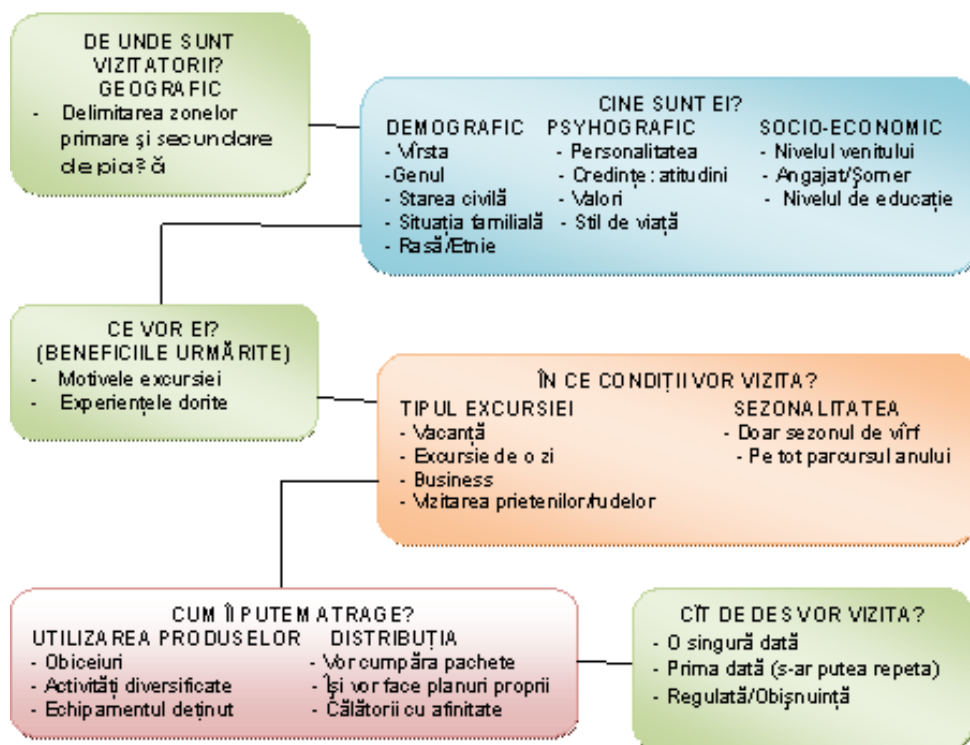 DE UNDE SUNT
VIZITATORII?
GEOGRAFIC
- Delimitarea zonelor
primare şi secundare
de pia? ă
CINE SUNT EI?
DEMOGRAFIC PSYHOGRAFIC SOCIO-ECONOMIC
- Vîrsta
-Genul
- Starea civilă
- Situația familială
- Rasă/Etnie
- Personalitatea
- Credințe: atitudini
- Valori
- Stil de viață
- Nivelul venitului
- Angajat/Şomer
- Nivelul de educație
CE VOR EI?
(BENEFICIILE URMĂRITE)
- Motivele excursiei
- Experiențele dorite
ÎN CE CONDIȚII VOR VIZITA?
TIPUL EXCURSIEI
- Vacanță
- Excursie de o zi
- Business
- Vizitarea prietenilor/rudelor
SEZONALITATEA
- Doar sezonul de vîrf
- Pe tot parcursul anului
CUM ÎI PUTEM ATRAGE?
UTILIZAREA PRODUSELOR
- Obiceiuri
- Activități diversificate
- Echipamentul deținut
DISTRIBUȚIA
- Vor cumpăra pachete
- Îşi vor face planuri proprii
- Călătorii cu afinitate
CÎT DE DES VOR VIZITA?
- O singură dată
- Prima dată (s-ar putea repeta)
- Regulată/Obişnuință